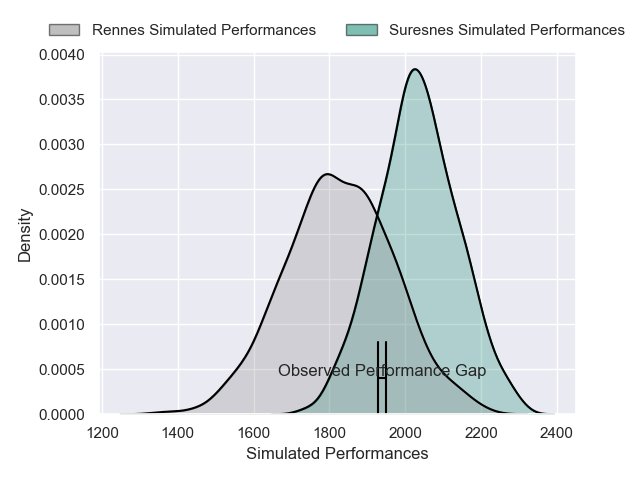 Rennes Simulated Performances
Suresnes Simulated Performances
0.0040
0.0035
0.0030
0.0025
0.0020
0.0015
0.0010
0.0005
0.0000
Density
Observed Performance Gap
1200 1400 1600 1800 2000 2200 2400
Simulated Performances